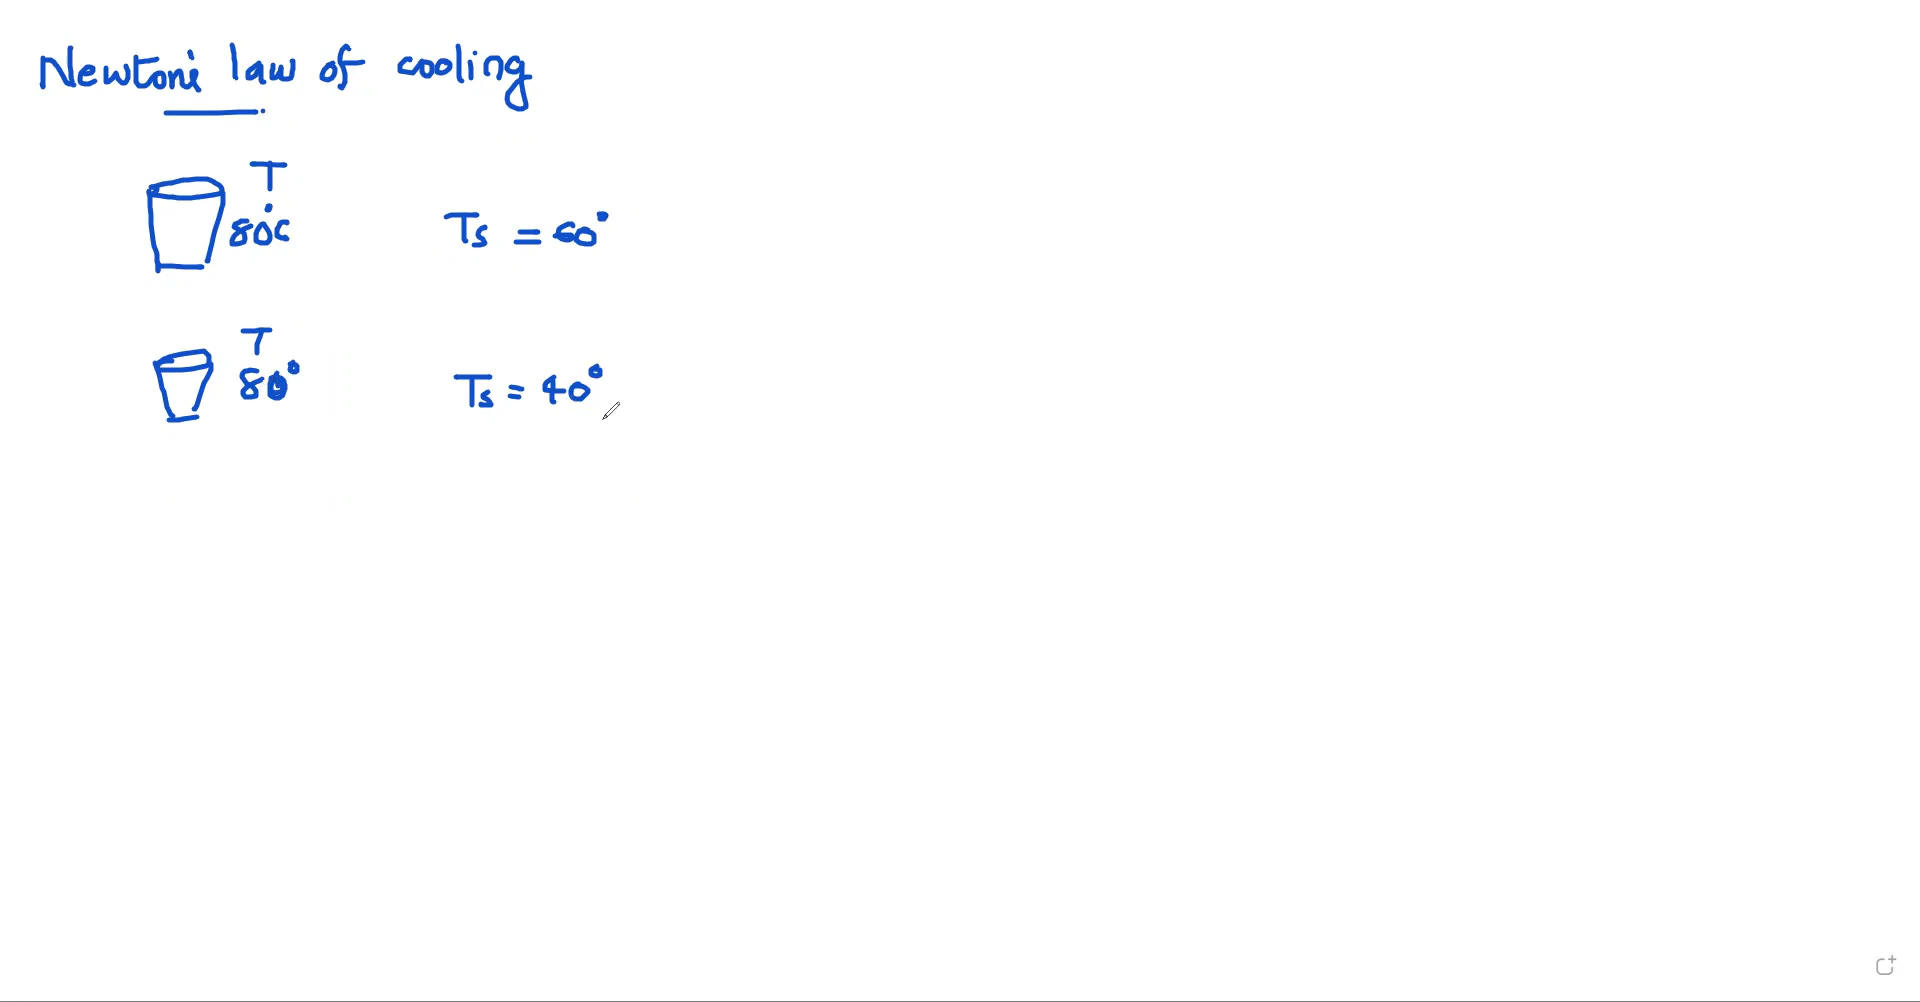 Newton's law of cooling
T
80°C Ts = 60°
T
80° Ts = 40°